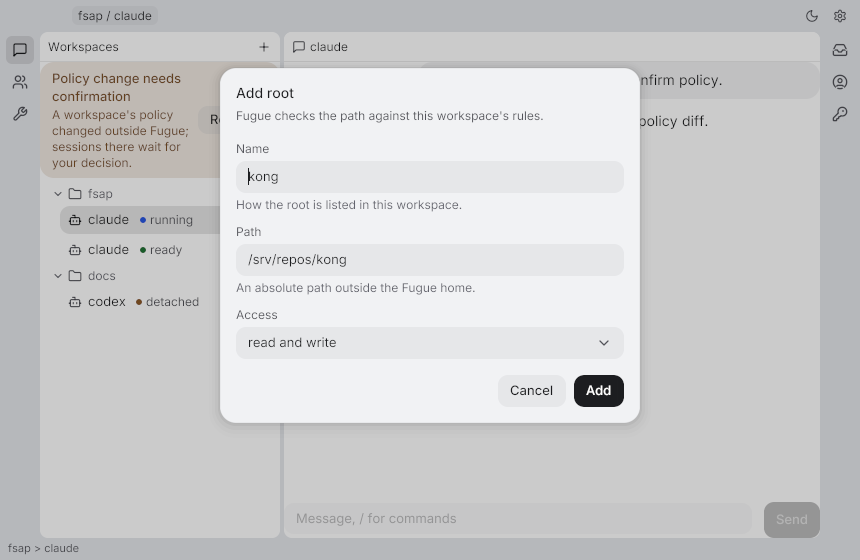 fsap / claude
Workspaces
claude
Policy change needs
confirmation
A workspace's policy
changed outside Fugue;
sessions there wait for
your decision.
nfirm policy.
policy diff.
fsap
claude running
claude ready
docs
codex detached
Add root
Fugue checks the path against this workspace's rules.
Name
kong
How the root is listed in this workspace.
Path
/srv/repos/kong
An absolute path outside the Fugue home.
Access
read and write
Cancel Add
Message, / for commands
Send
fsap > claude